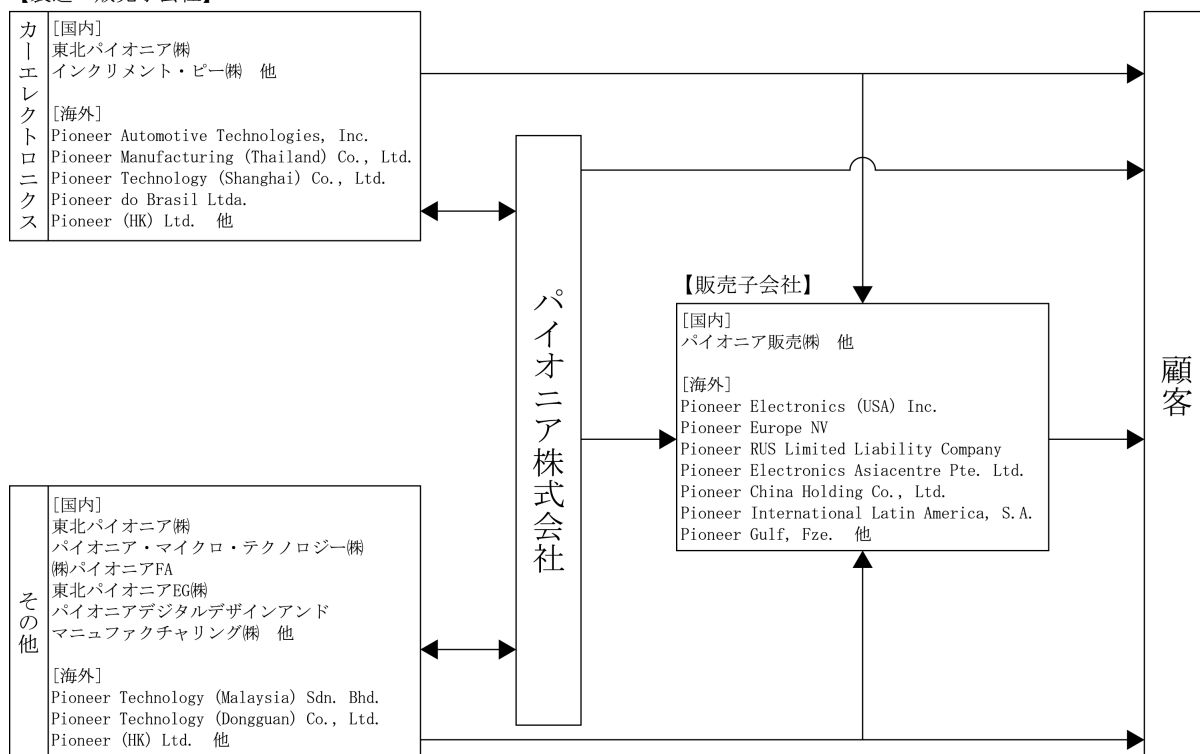 カーエレクトロニクス
[国内]
東北パイオニア㈱
インクリメント・ピー㈱　他
[海外]
Pioneer Automotive Technologies, Inc.
Pioneer Manufacturing (Thailand) Co., Ltd.
Pioneer Technology (Shanghai) Co., Ltd.
Pioneer do Brasil Ltda.
Pioneer (HK) Ltd.　他
パイオニア株式会社
【販売子会社】
[国内]
パイオニア販売㈱　他
[海外]
Pioneer Electronics (USA) Inc.
Pioneer Europe NV
Pioneer RUS Limited Liability Company
Pioneer Electronics Asiacentre Pte. Ltd.
Pioneer China Holding Co., Ltd.
Pioneer International Latin America, S.A.
Pioneer Gulf, Fze.　他
顧客
その他
[国内]
東北パイオニア㈱
パイオニア・マイクロ・テクノロジー㈱
㈱パイオニアFA
東北パイオニアEG㈱
パイオニアデジタルデザインアンド
マニュファクチャリング㈱　他
[海外]
Pioneer Technology (Malaysia) Sdn. Bhd.
Pioneer Technology (Dongguan) Co., Ltd.
Pioneer (HK) Ltd.　他